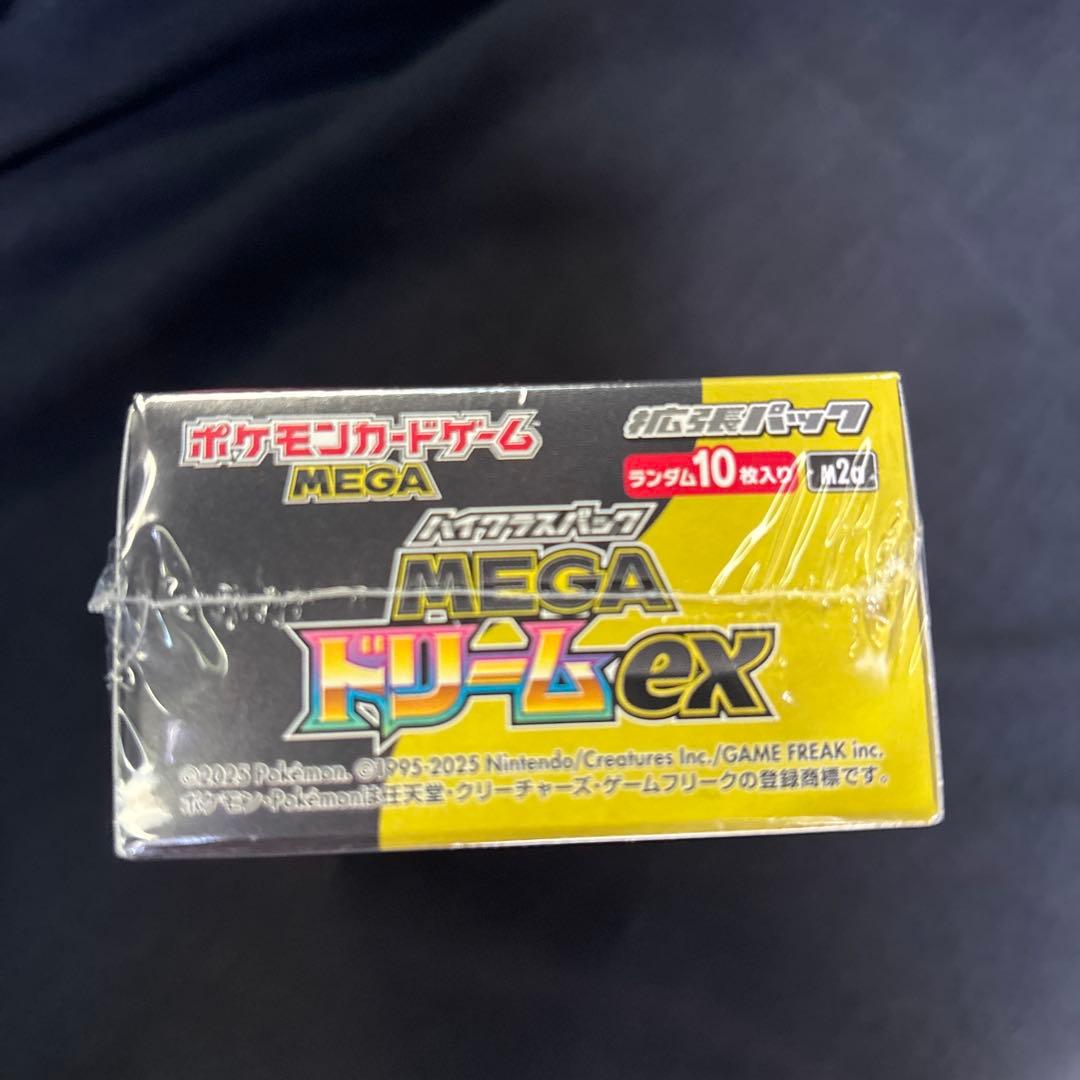 ポケモンカードゲーム
MEGA
拡張パック
ランダム10枚入り M2a
ハイクラスパック
MEGA
ドリームex
©2025 Pokémon. ©1995-2025 Nintendo/Creatures Inc./GAME FREAK inc.
ポケモン・Pokémonは任天堂・クリーチャーズ・ゲームフリークの登録商標です。